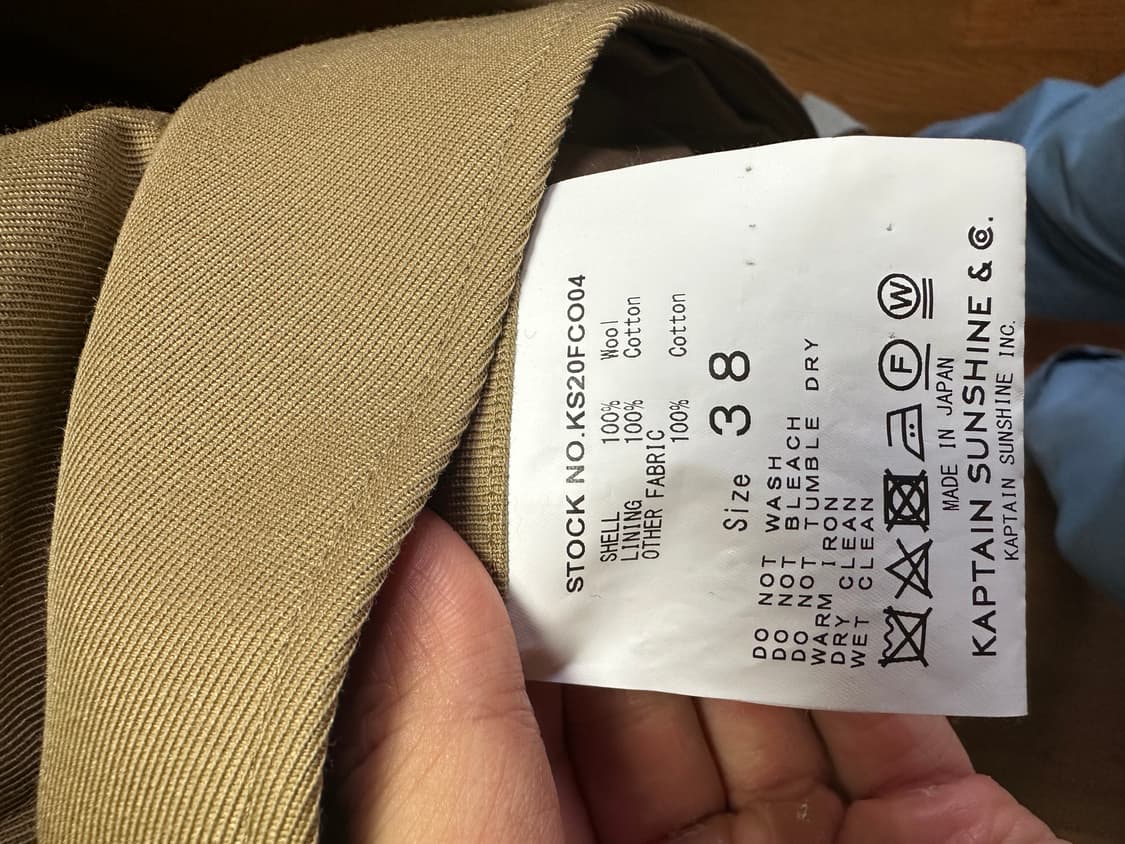 STOCK NO.KS20FCO04
SHELL 100% Wool
LINING 100% Cotton
OTHER FABRIC
100% Cotton
Size 38
DO NOT WASH
DO NOT BLEACH
DO NOT TUMBLE DRY
WARM IRON
DRY CLEAN
WET CLEAN
F W
MADE IN JAPAN
KAPTAIN SUNSHINE & Co.
KAPTAIN SUNSHINE INC.